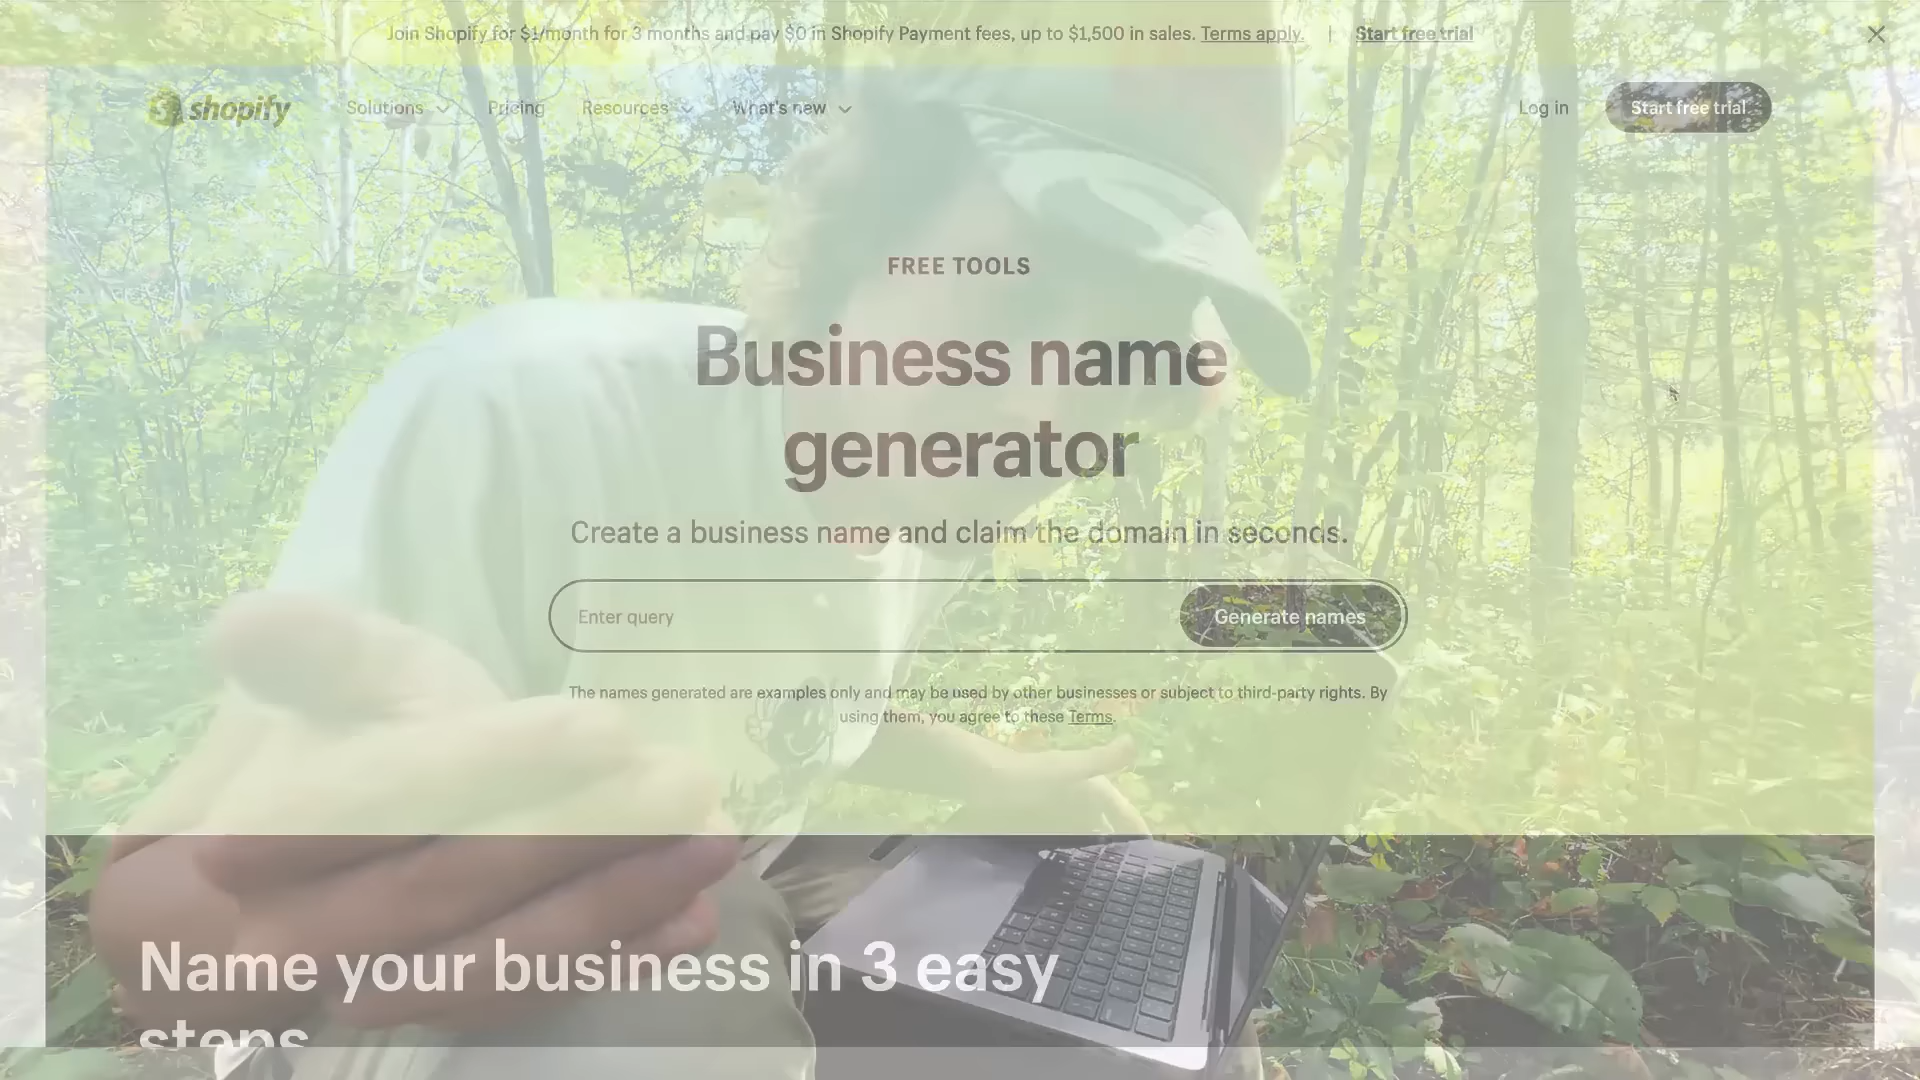 Join Shopify for $1/month for 3 months and pay $0 in Shopify Payment fees, up to $1,500 in sales. Terms apply. | Start free trial
shopify Solutions Pricing Resources What's new Log in Start free trial
FREE TOOLS
Business name
generator
Create a business name and claim the domain in seconds.
Enter query Generate names
The names generated are examples only and may be used by other businesses or subject to third-party rights. By
using them, you agree to these Terms.
Name your business in 3 easy
steps